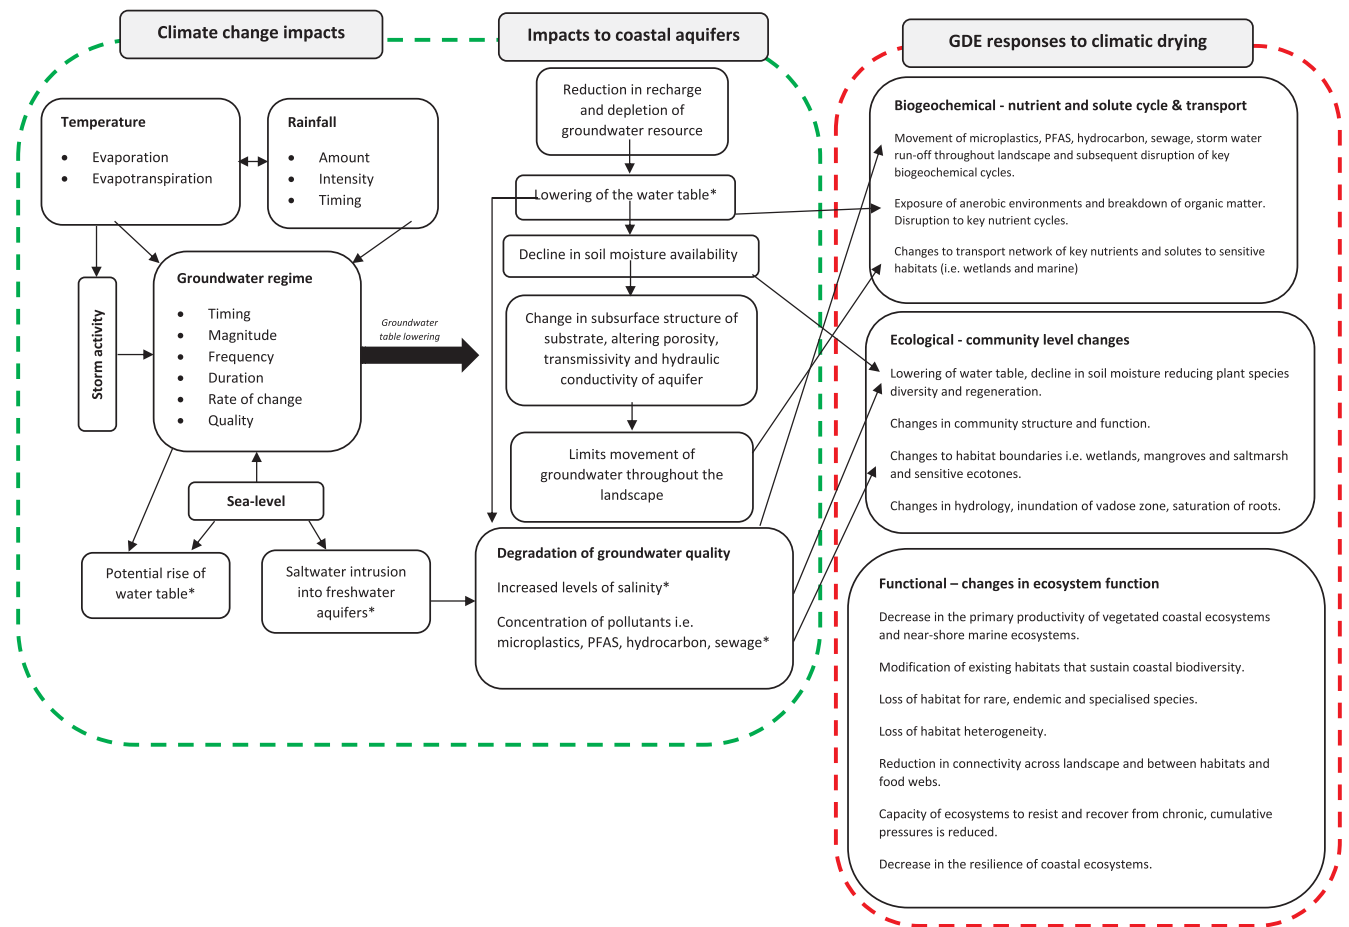 Climate change impacts
Impacts to coastal aquifers
GDE responses to climatic drying
Temperature
• Evaporation
• Evapotranspiration
Rainfall
• Amount
• Intensity
• Timing
Storm activity
Groundwater regime
• Timing
• Magnitude
• Frequency
• Duration
• Rate of change
• Quality
Groundwater
table lowering
Sea-level
Potential rise of
water table*
Saltwater intrusion
into freshwater
aquifers*
Reduction in recharge
and depletion of
groundwater resource
Lowering of the water table*
Decline in soil moisture availability
Change in subsurface structure of
substrate, altering porosity,
transmissivity and hydraulic
conductivity of aquifer
Limits movement of
groundwater throughout the
landscape
Degradation of groundwater quality
Increased levels of salinity*
Concentration of pollutants i.e.
microplastics, PFAS, hydrocarbon, sewage*
Biogeochemical - nutrient and solute cycle & transport
Movement of microplastics, PFAS, hydrocarbon, sewage, storm water
run-off throughout landscape and subsequent disruption of key
biogeochemical cycles.
Exposure of anerobic environments and breakdown of organic matter.
Disruption to key nutrient cycles.
Changes to transport network of key nutrients and solutes to sensitive
habitats (i.e. wetlands and marine)
Ecological - community level changes
Lowering of water table, decline in soil moisture reducing plant species
diversity and regeneration.
Changes in community structure and function.
Changes to habitat boundaries i.e. wetlands, mangroves and saltmarsh
and sensitive ecotones.
Changes in hydrology, inundation of vadose zone, saturation of roots.
Functional – changes in ecosystem function
Decrease in the primary productivity of vegetated coastal ecosystems
and near-shore marine ecosystems.
Modification of existing habitats that sustain coastal biodiversity.
Loss of habitat for rare, endemic and specialised species.
Loss of habitat heterogeneity.
Reduction in connectivity across landscape and between habitats and
food webs.
Capacity of ecosystems to resist and recover from chronic, cumulative
pressures is reduced.
Decrease in the resilience of coastal ecosystems.